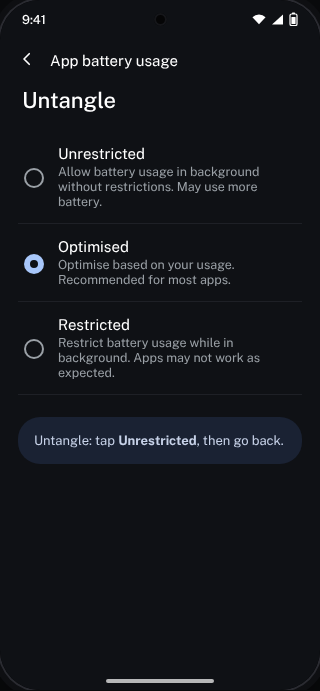 9:41
App battery usage
Untangle
Unrestricted
Allow battery usage in background
without restrictions. May use more
battery.
Optimised
Optimise based on your usage.
Recommended for most apps.
Restricted
Restrict battery usage while in
background. Apps may not work as
expected.
Untangle: tap Unrestricted, then go back.